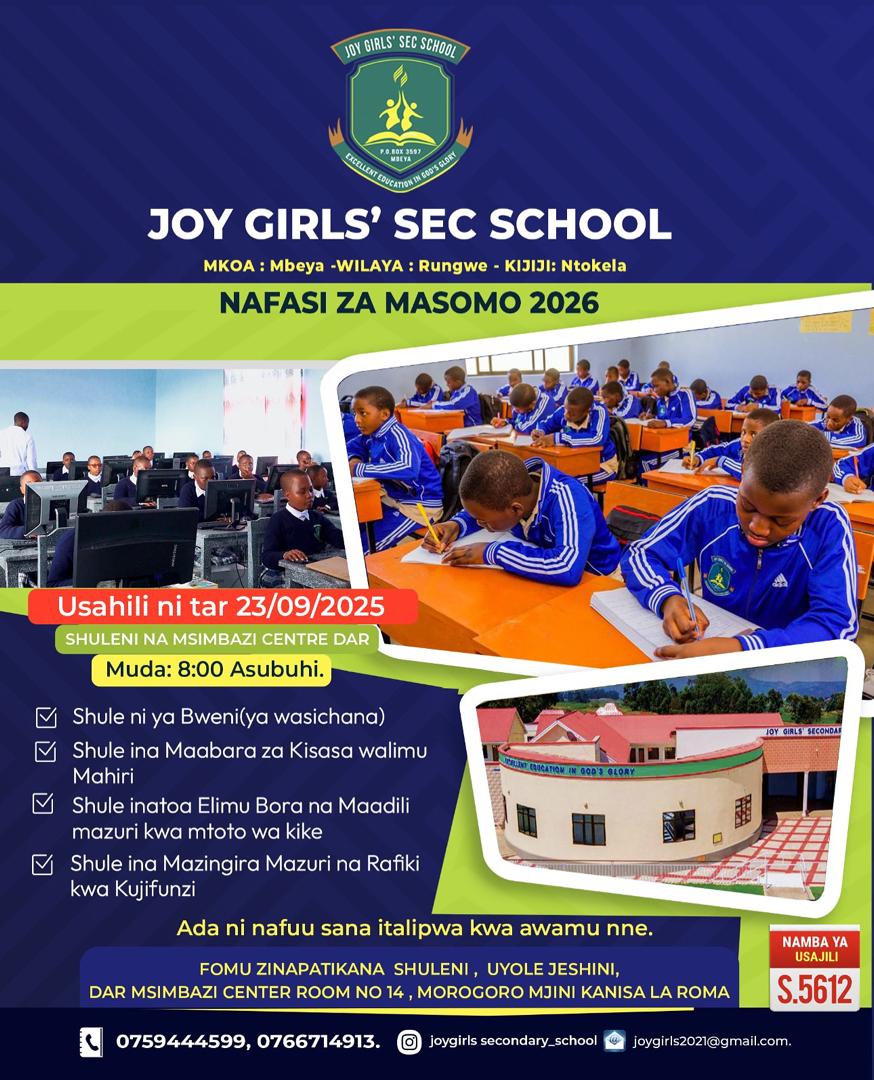 JOY GIRLS' SEC SCHOOL
P.O.BOX 3597
MBEYA
EXCELLENT EDUCATION IN GOD'S GLORY
JOY GIRLS' SEC SCHOOL
MKOA : Mbeya -WILAYA : Rungwe - KIJIJI: Ntokela
NAFASI ZA MASOMO 2026
Usahili ni tar 23/09/2025
SHULENI NA MSIMBAZI CENTRE DAR
Muda: 8:00 Asubuhi.
Shule ni ya Bweni(ya wasichana)
Shule ina Maabara za Kisasa walimu
Mahiri
Shule inatoa Elimu Bora na Maadili
mazuri kwa mtoto wa kike
Shule ina Mazingira Mazuri na Rafiki
kwa Kujifunzi
adidas
JOY GIRLS' SECONDAR
EXCELLENT EDUCATION IN GOD'S GLORY
Ada ni nafuu sana italipwa kwa awamu nne.
FOMU ZINAPATIKANA SHULENI , UYOLE JESHINI,
DAR MSIMBAZI CENTER ROOM NO 14 , MOROGORO MJINI KANISA LA ROMA
NAMBA YA
USAJILI
S.5612
0759444599, 0766714913. joygirls secondary_school joygirls2021@gmail.com.